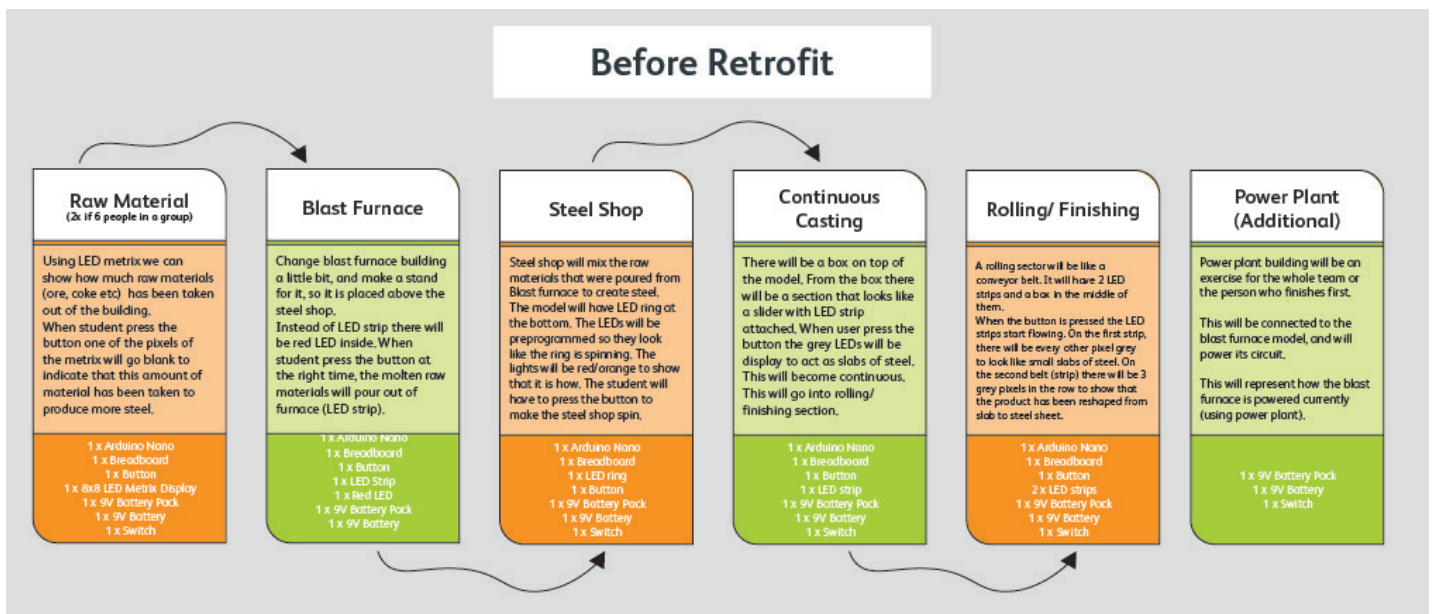 Before Retrofit
Raw Material
(2x if 6 people in a group)
Using LED metrix we can
show how much raw materials
(ore, coke etc) has been taken
out of the building.
When student press the
button one of the pixels of
the metrix will go blank to
indicate that this amount of
material has been taken to
produce more steel.
1 x Arduino Nano
1 x Breadboard
1 x Button
1 x 8x8 LED Metrix Display
1 x 9V Battery Pack
1 x 9V Battery
1 x Switch
Blast Furnace
Change blast furnace building
a little bit, and make a stand
for it, so it is placed above the
steel shop.
Instead of LED strip there will
be red LED inside. When
student press the button at
the right time, the molten raw
materials will pour out of
furnace (LED strip).
1 x Arduino Nano
1 x Breadboard
1 x Button
1 x LED Strip
1 x Red LED
1 x 9V Battery Pack
1 x 9V Battery
Steel Shop
Steel shop will mix the raw
materials that were poured from
Blast furnace to create steel.
The model will have LED ring at
the bottom. The LEDs will be
preprogrammed so they look
like the ring is spinning. The
lights will be red/orange to show
that it is how. The student will
have to press the button to
make the steel shop spin.
1 x Arduino Nano
1 x Breadboard
1 x LED ring
1 x Button
1 x 9V Battery Pack
1 x 9V Battery
1 x Switch
Continuous
Casting
There will be a box on top of
the model. From the box there
will be a section that looks like
a slider with LED strip
attached. When user press the
button the grey LEDs will be
display to act as slabs of steel.
This will become continuous.
This will go into rolling/
finishing section.
1 x Arduino Nano
1 x Breadboard
1 x Button
1 x LED strip
1 x 9V Battery Pack
1 x 9V Battery
1 x Switch
Rolling/ Finishing
A rolling sector will be like a
conveyor belt. It will have 2 LED
strips and a box in the middle of
them.
When the button is pressed the LED
strips start flowing. On the first strip,
there will be every other pixel grey
to look like small slabs of steel. On
the second belt (strip) there will be 3
grey pixels in the row to show that
the product has been reshaped from
slab to steel sheet.
1 x Arduino Nano
1 x Breadboard
1 x Button
2 x LED strips
1 x 9V Battery Pack
1 x 9V Battery
1 x Switch
Power Plant
(Additional)
Power plant building will be an
exercise for the whole team or
the person who finishes first.
This will be connected to the
blast furnace model, and will
power its circuit.
This will represent how the blast
furnace is powered currently
(using power plant).
1 x 9V Battery Pack
1 x 9V Battery
1 x Switch